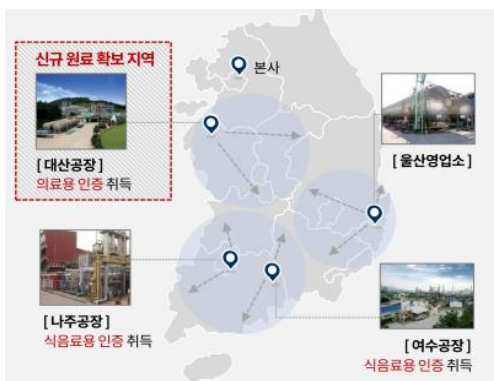 신규 원료 확보 지역
본사
[ 대산공장 ]
의료용 인증 취득
[ 울산영업소 ]
[ 나주공장 ]
식음료용 인증 취득
[ 여수공장 ]
식음료용 인증 취득